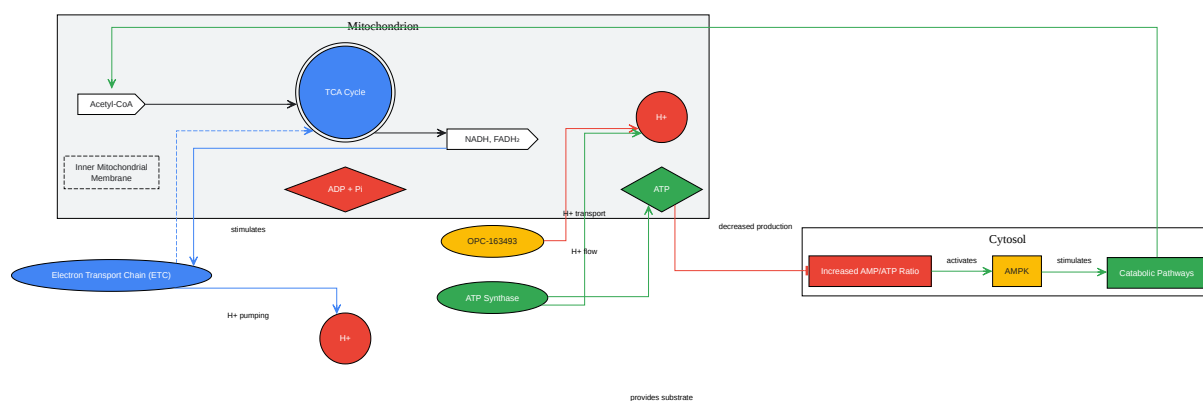 Mitochondrion
TCA Cycle
Acetyl-CoA
H+
NADH, FADH₂
Inner Mitochondrial
Membrane
ADP + Pi
ATP
H+ transport
stimulates
decreased production
OPC-163493
Cytosol
H+ flow
activates
stimulates
Electron Transport Chain (ETC)
Increased AMP/ATP Ratio
AMPK
Catabolic Pathways
ATP Synthase
H+ pumping
H+
provides substrate